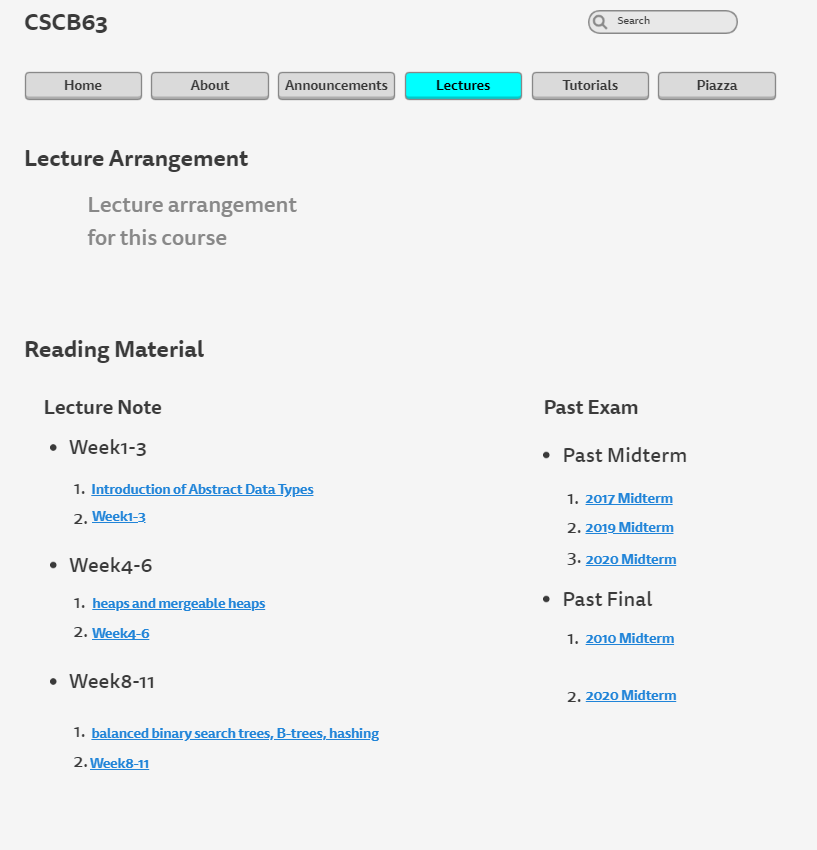 CSCB63
Search
Home
About
Announcements
Lectures
Tutorials
Piazza
Lecture Arrangement
Lecture arrangement
for this course
Reading Material
Lecture Note
• Week1-3
1. Introduction of Abstract Data Types
2. Week1-3
• Week4-6
1. heaps and mergeable heaps
2. Week4-6
• Week8-11
1. balanced binary search trees, B-trees, hashing
2. Week8-11
Past Exam
• Past Midterm
1. 2017 Midterm
2. 2019 Midterm
3. 2020 Midterm
• Past Final
1. 2010 Midterm
2. 2020 Midterm